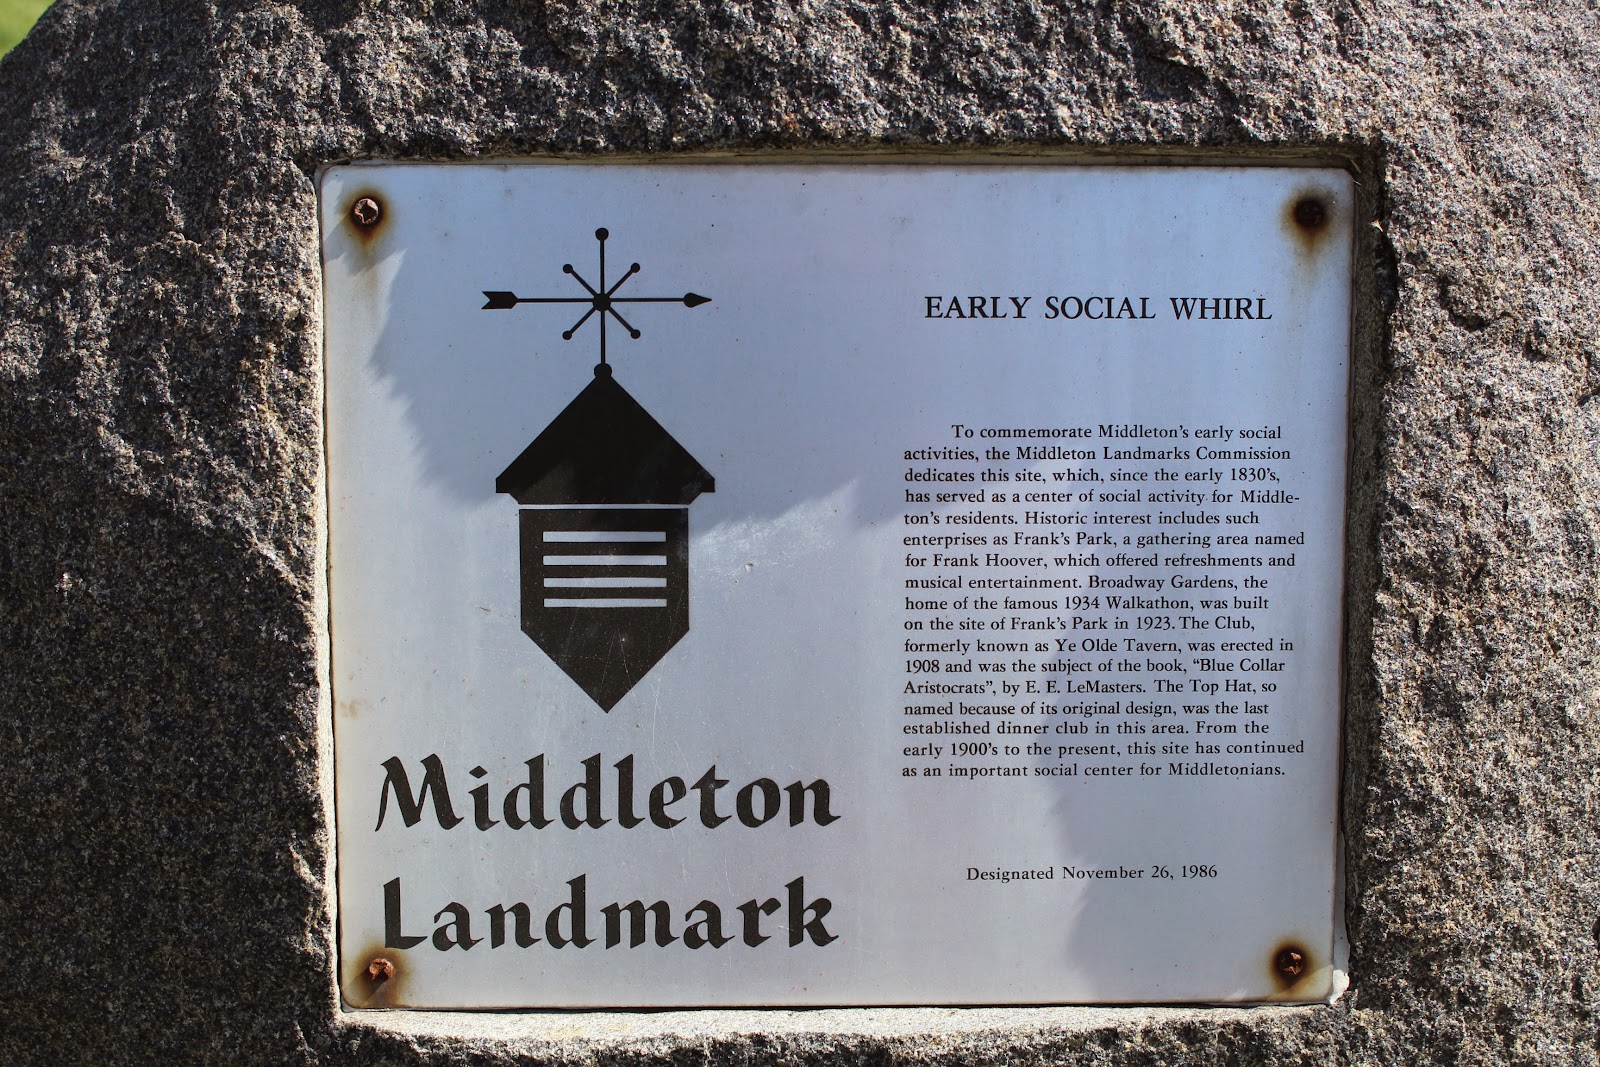 EARLY SOCIAL WHIRL
To commemorate Middleton's early social
activities, the Middleton Landmarks Commission
dedicates this site, which, since the early 1830's,
has served as a center of social activity for Middle-
ton's residents. Historic interest includes such
enterprises as Frank's Park, a gathering area named
for Frank Hoover, which offered refreshments and
musical entertainment. Broadway Gardens, the
home of the famous 1934 Walkathon, was built
on the site of Frank's Park in 1923. The Club,
formerly known as Ye Olde Tavern, was erected in
1908 and was the subject of the book, "Blue Collar
Aristocrats", by E. E. LeMasters. The Top Hat, so
named because of its original design, was the last
established dinner club in this area. From the
early 1900's to the present, this site has continued
as an important social center for Middletonians.
Designated November 26, 1986
Middleton
Landmark